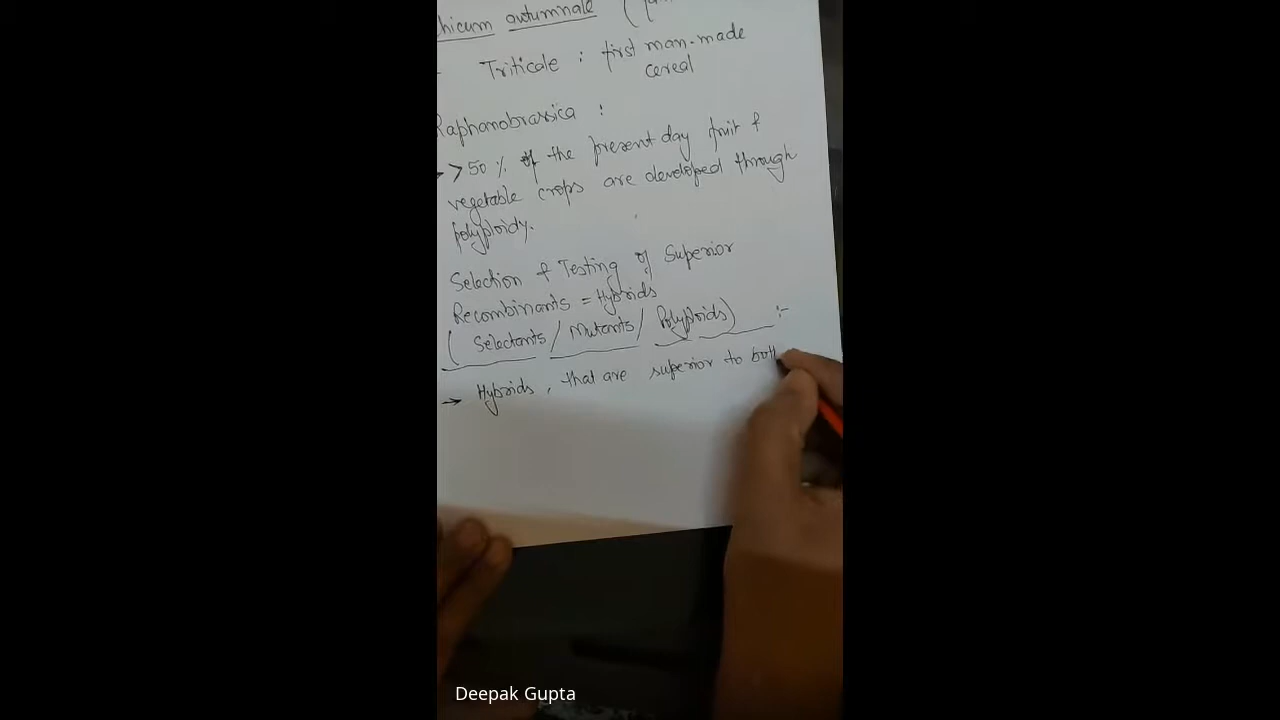 hicum autumnale
Triticale : first man-made
cereal
Raphanobrassica :
→ > 50 % of the present day fruit &
vegetable crops are developed through
polyploidy.
Selection & Testing of Superior
Recombinants = Hybrids
( Selectants / Mutants / Polyploids ) :-
→ Hybrids , that are superior to both
Deepak Gupta